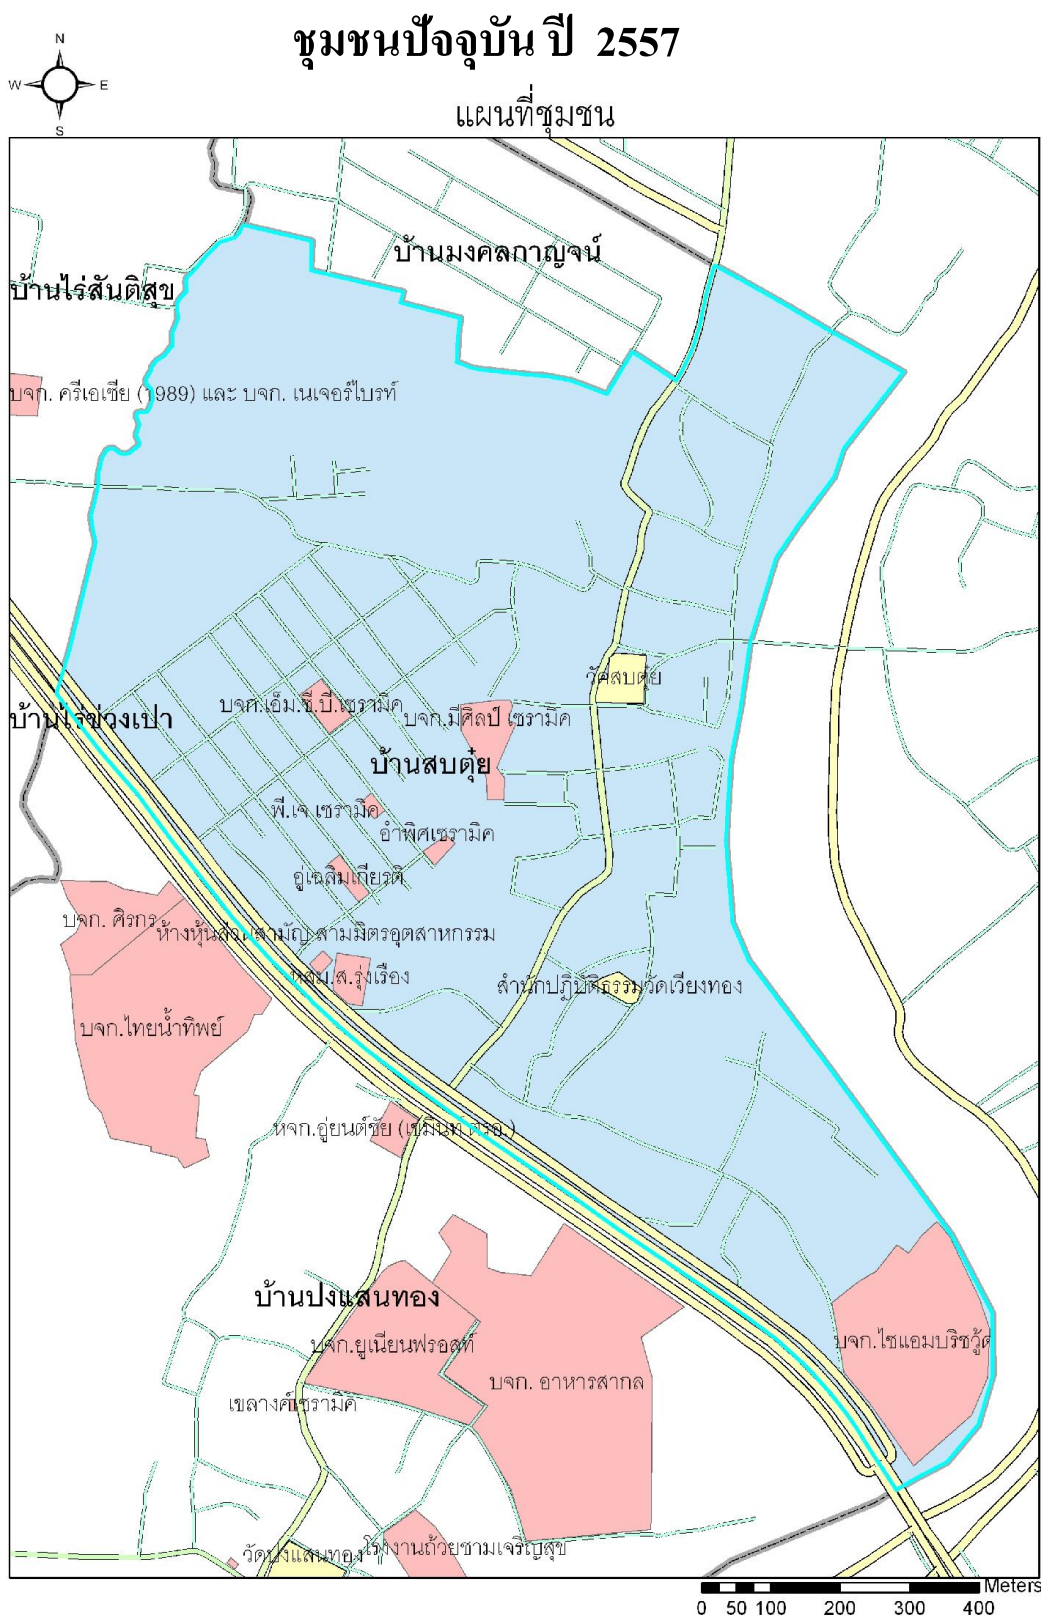 ชุมชนปัจจุบัน ปี 2557
N
W E
S
แผนที่ชุมชน
บ้านมงคลกาญจน์
บ้านไร่สันติสุข
บจก. ครีเอเชีย (1989) และ บจก. เนเจอร์ไบรท์
วัดสบตุ๋ย
บจก.เอ็ม.ซี.บี.เซรามิค
บจก.มีศิลป์ เซรามิค
บ้านไร่ข่วงเปา
บ้านสบตุ๋ย
พี.เจ เซรามิค
อำพิศเซรามิค
อู่เฉลิมเกียรติ
บจก. ศิรกร
ห้างหุ้นส่วนสามัญ สามมิตรอุตสาหกรรม
หสม.ส.รุ่งเรือง
สำนักปฏิบัติธรรมวัดเวียงทอง
บจก.ไทยน้ำทิพย์
หจก.อู่ยนต์ชัย (เขมินท์ ตรอ.)
บ้านปงแสนทอง
บจก.ยูเนี่ยนฟรอสท์
บจก.ไซแอมบริซวู้ด
บจก. อาหารสากล
เขลางค์เซรามิค
วัดปงแสนทอง
โรงงานถ้วยชามเจริญสุข
Meters
0 50 100 200 300 400